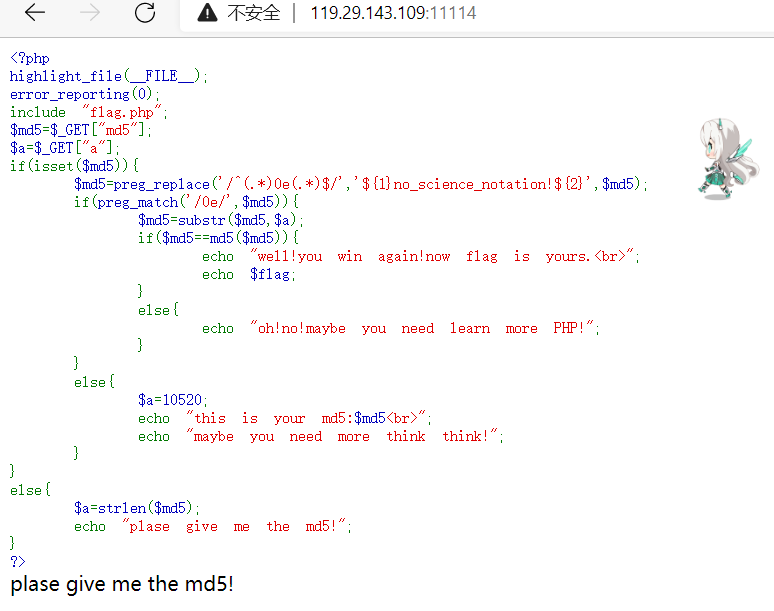 不安全 | 119.29.143.109:11114
<?php
highlight_file(__FILE__);
error_reporting(0);
include "flag.php";
$md5=$_GET["md5"];
$a=$_GET["a"];
if(isset($md5)){
$md5=preg_replace('/^(.*)0e(.*)$/','${1}no_science_notation!${2}',$md5);
if(preg_match('/0e/',$md5)){
$md5=substr($md5,$a);
if($md5==md5($md5)){
echo "well!you win again!now flag is yours.<br>";
echo $flag;
}
else{
echo "oh!no!maybe you need learn more PHP!";
}
}
else{
$a=10520;
echo "this is your md5:$md5<br>";
echo "maybe you need more think think!";
}
}
else{
$a=strlen($md5);
echo "plase give me the md5!";
}
?>
plase give me the md5!